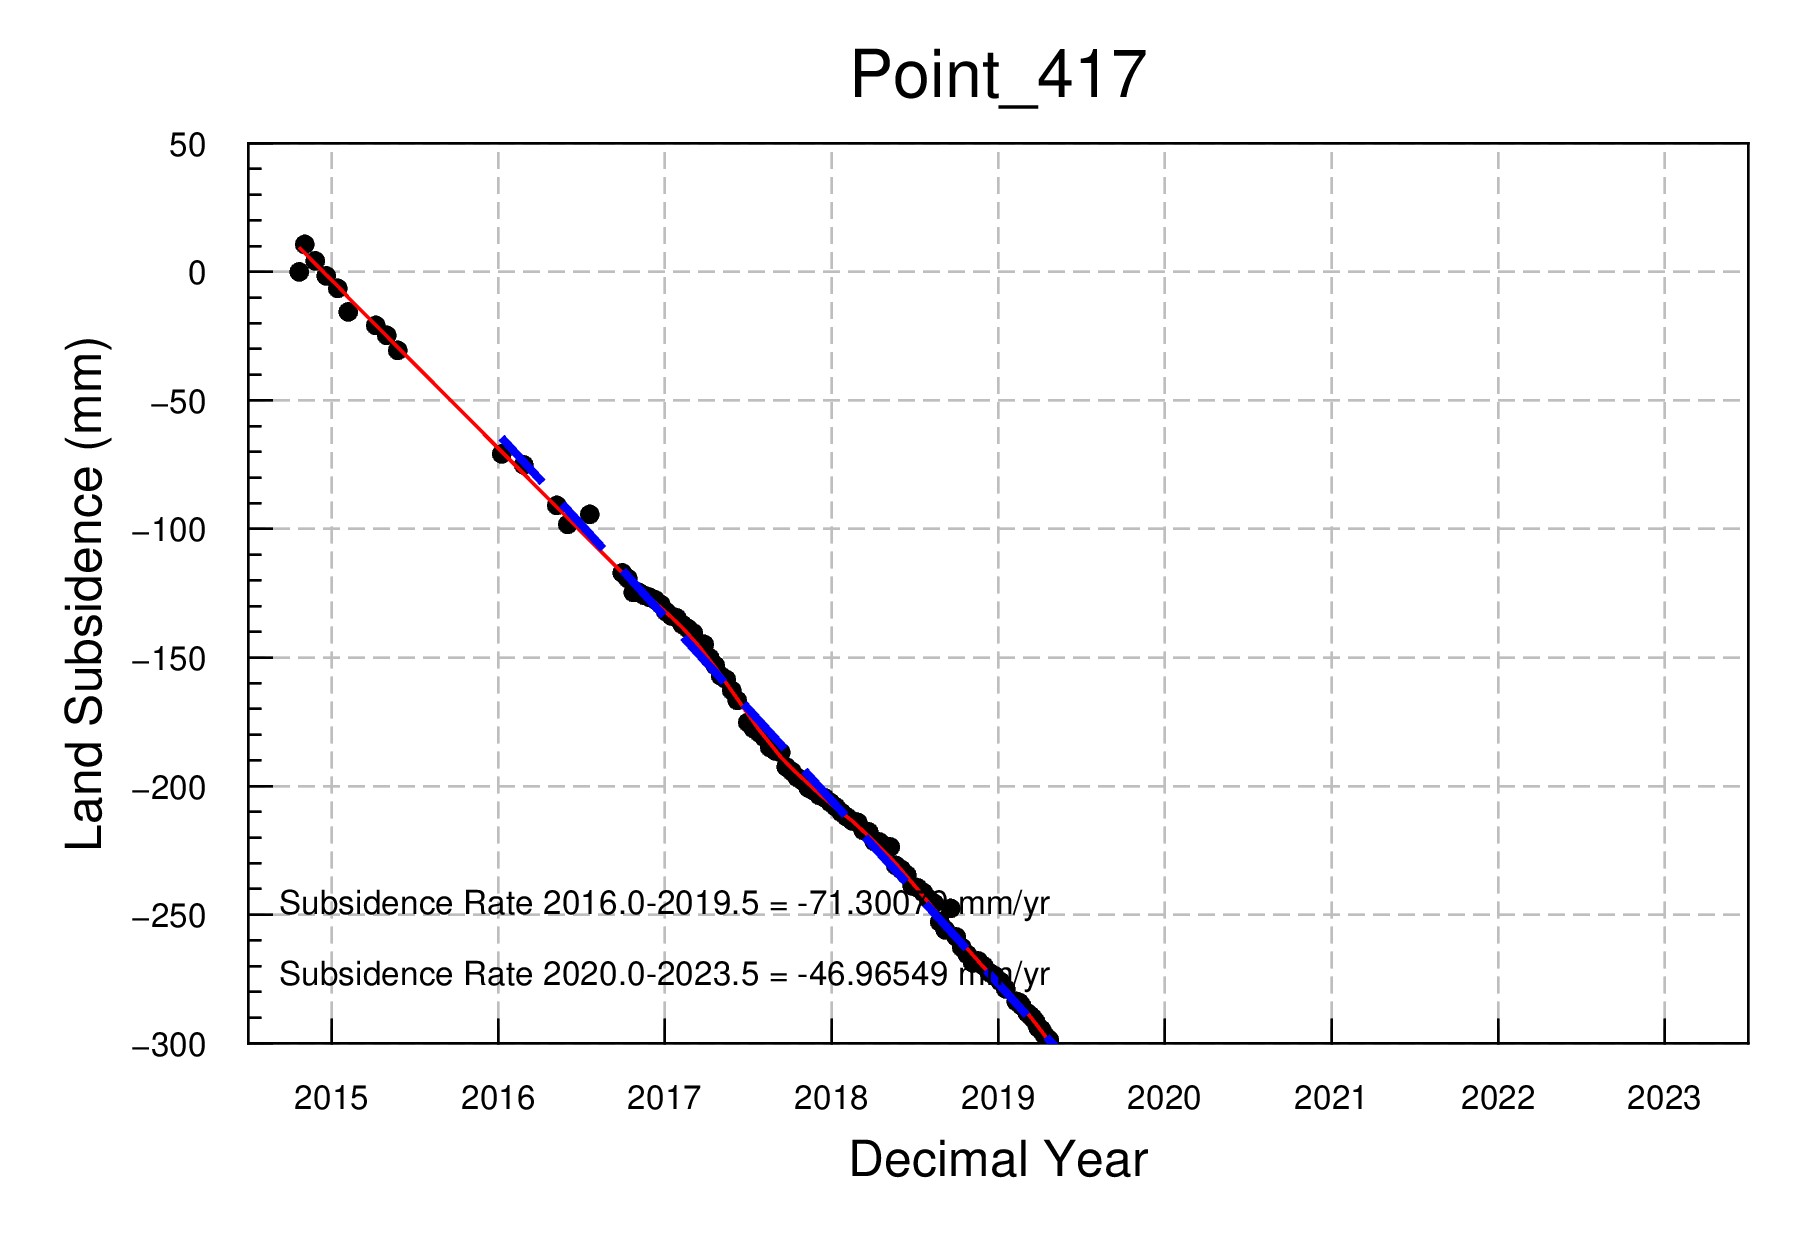 Point_417
50
0
−50
−100
−150
−200
−250
−300
Land Subsidence (mm)
Subsidence Rate 2016.0-2019.5 = mm/yr
Subsidence Rate 2020.0-2023.5 = -46.96549 mm/yr
2015 2016 2017 2018 2019 2020 2021 2022 2023
Decimal Year